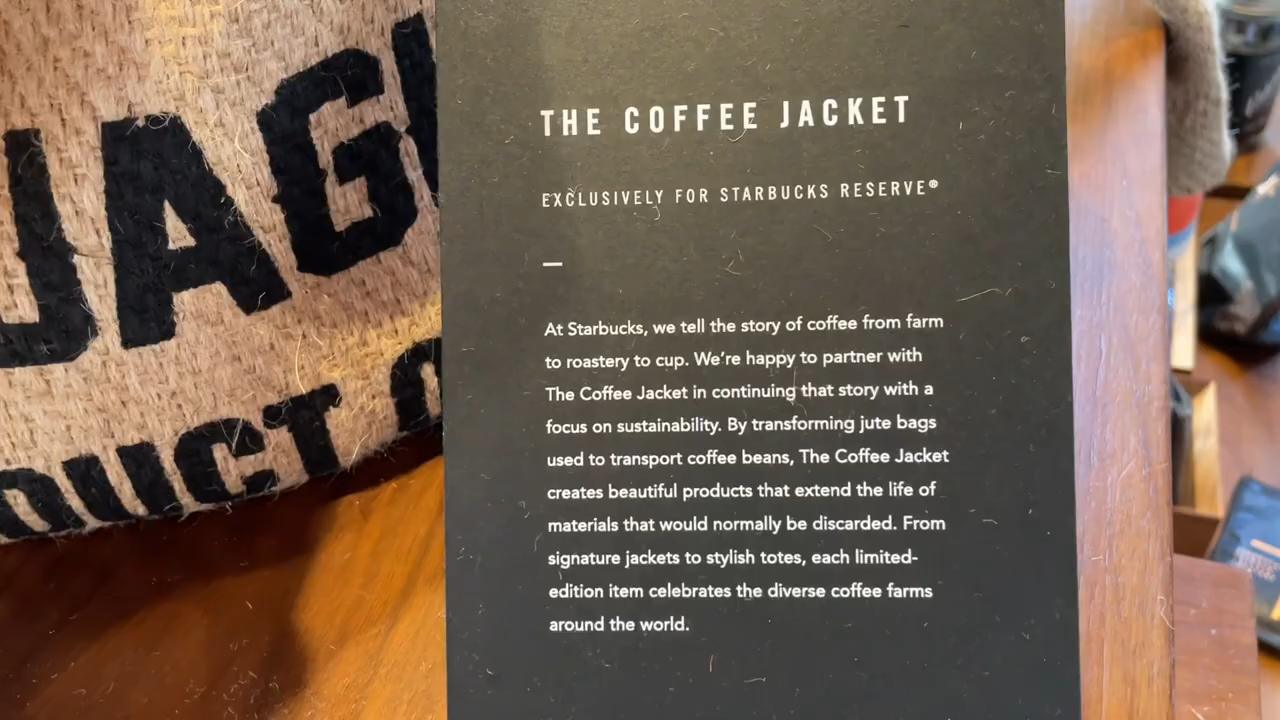 THE COFFEE JACKET
EXCLUSIVELY FOR STARBUCKS RESERVE®
—
At Starbucks, we tell the story of coffee from farm
to roastery to cup. We're happy to partner with
The Coffee Jacket in continuing that story with a
focus on sustainability. By transforming jute bags
used to transport coffee beans, The Coffee Jacket
creates beautiful products that extend the life of
materials that would normally be discarded. From
signature jackets to stylish totes, each limited-
edition item celebrates the diverse coffee farms
around the world.